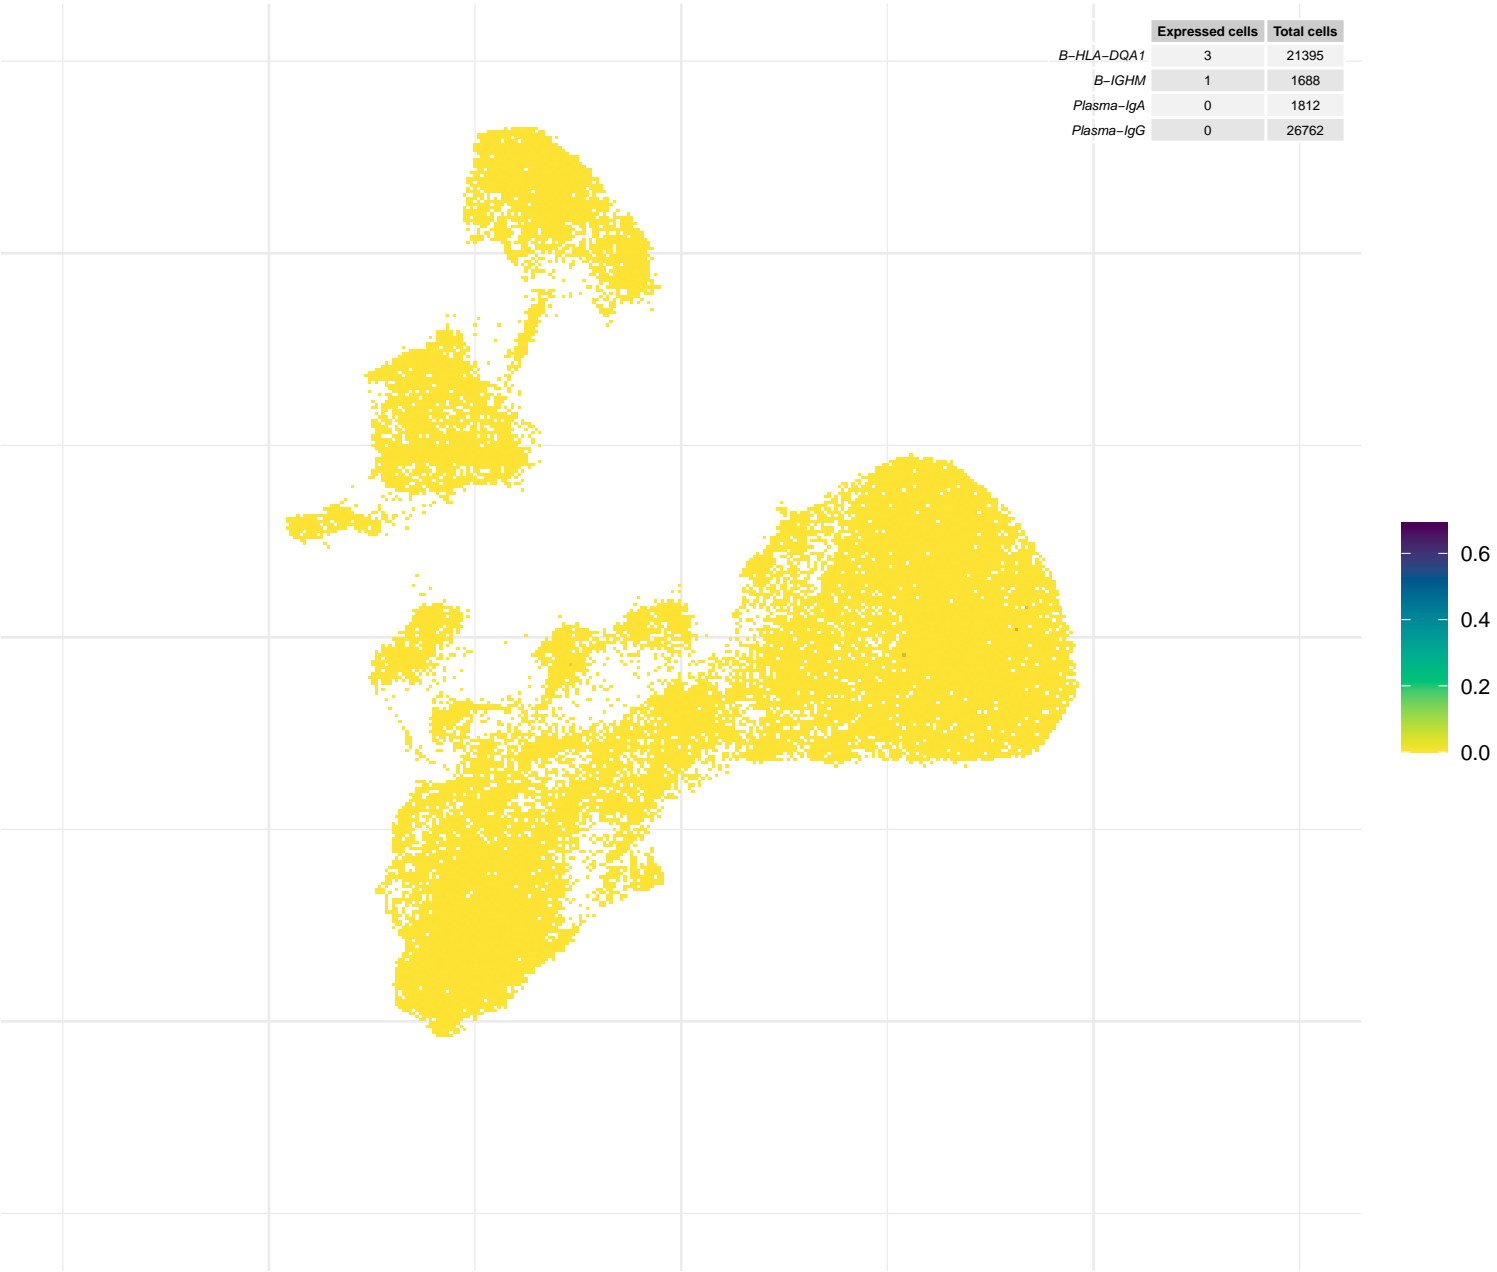 Expressed cells Total cells
B−HLA−DQA1 3 21395
B−IGHM 1 1688
Plasma−IgA 0 1812
Plasma−IgG 0 26762
0.6
0.4
0.2
0.0